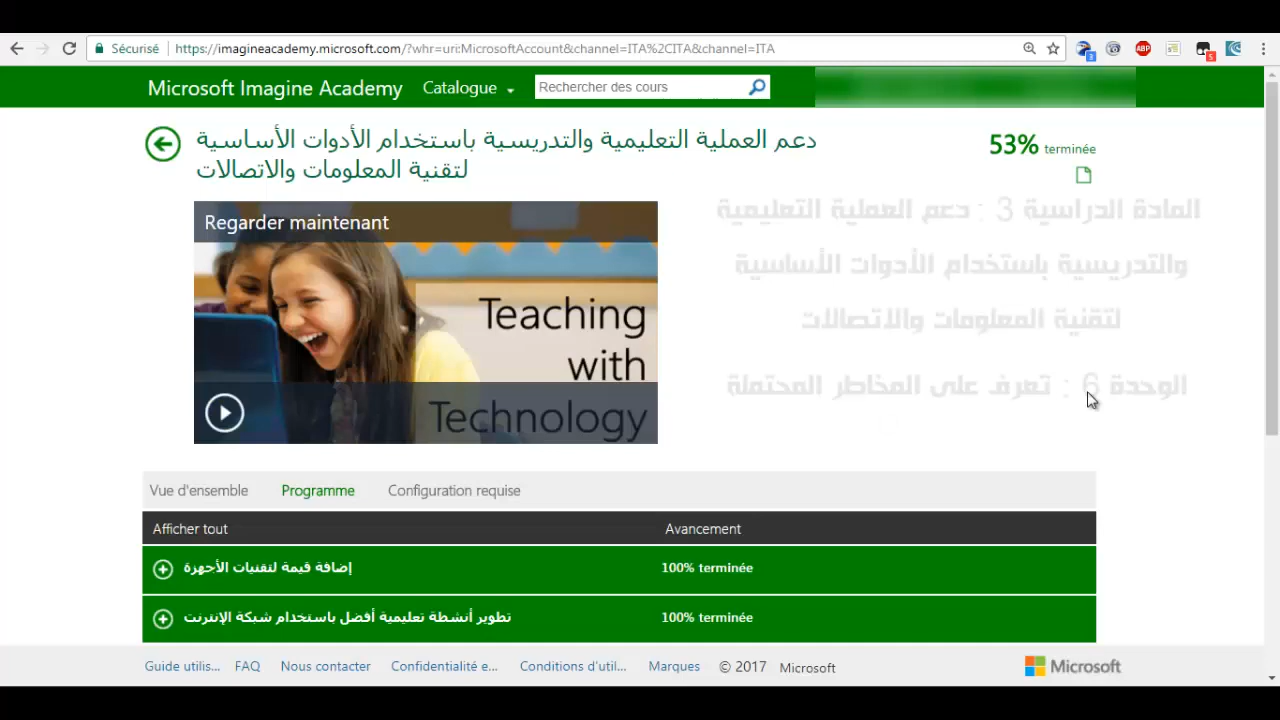 Sécurisé
https://imagineacademy.microsoft.com/?whr=uri:MicrosoftAccount&channel=ITA%2CITA&channel=ITA
Microsoft Imagine Academy
Catalogue
Rechercher des cours
دعم العملية التعليمية والتدريسية باستخدام الأدوات الأساسية
لتقنية المعلومات والاتصالات
53% terminée
المادة الدراسية 3 : دعم العملية التعليمية
والتدريسية باستخدام الأدوات الأساسية
لتقنية المعلومات والاتصالات
الوحدة 6 : تعرف على المخاطر المحتملة
Regarder maintenant
Teaching
with
Technology
Vue d'ensemble
Programme
Configuration requise
Afficher tout
Avancement
إضافة قيمة لتقنيات الأجهزة
100% terminée
تطوير أنشطة تعليمية أفضل باستخدام شبكة الإنترنت
100% terminée
Guide utilis...
FAQ
Nous contacter
Confidentialité e...
Conditions d'util...
Marques
© 2017 Microsoft
Microsoft